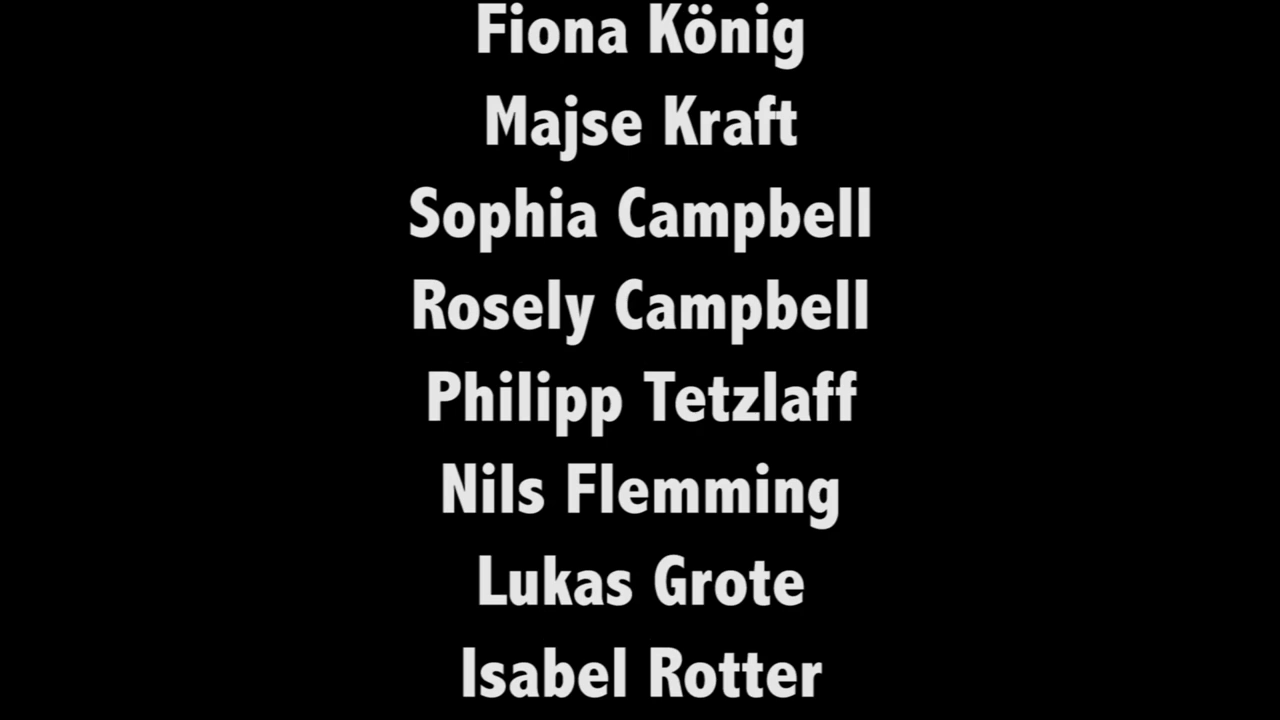 Fiona König
Majse Kraft
Sophia Campbell
Rosely Campbell
Philipp Tetzlaff
Nils Flemming
Lukas Grote
Isabel Rotter